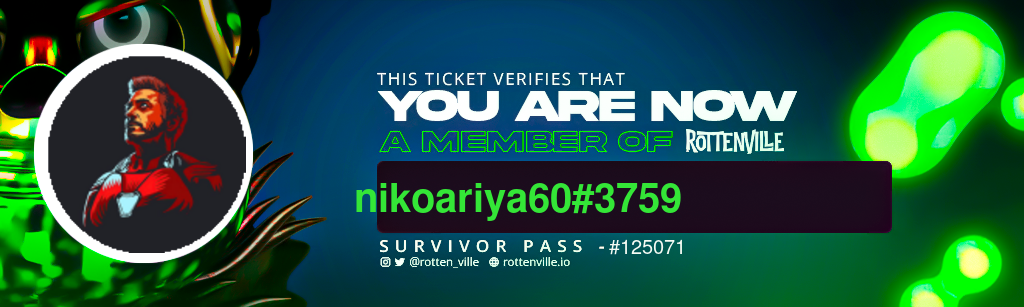 THIS TICKET VERIFIES THAT
YOU ARE NOW
A MEMBER OF ROTTENVILLE
nikoariya60#3759
SURVIVOR PASS - #125071
@rotten_ville rottenville.io